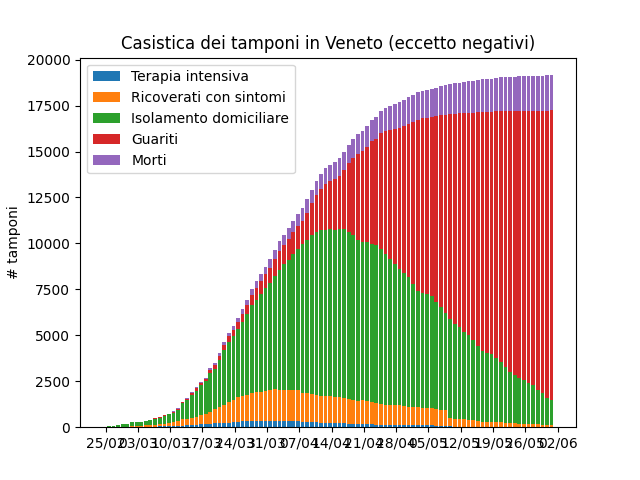 Casistica dei tamponi in Veneto (eccetto negativi)
# tamponi
20000
17500
15000
12500
10000
7500
5000
2500
0
Terapia intensiva
Ricoverati con sintomi
Isolamento domiciliare
Guariti
Morti
25/02 03/03 10/03 17/03 24/03 31/03 07/04 14/04 21/04 28/04 05/05 12/05 19/05 26/05 02/06